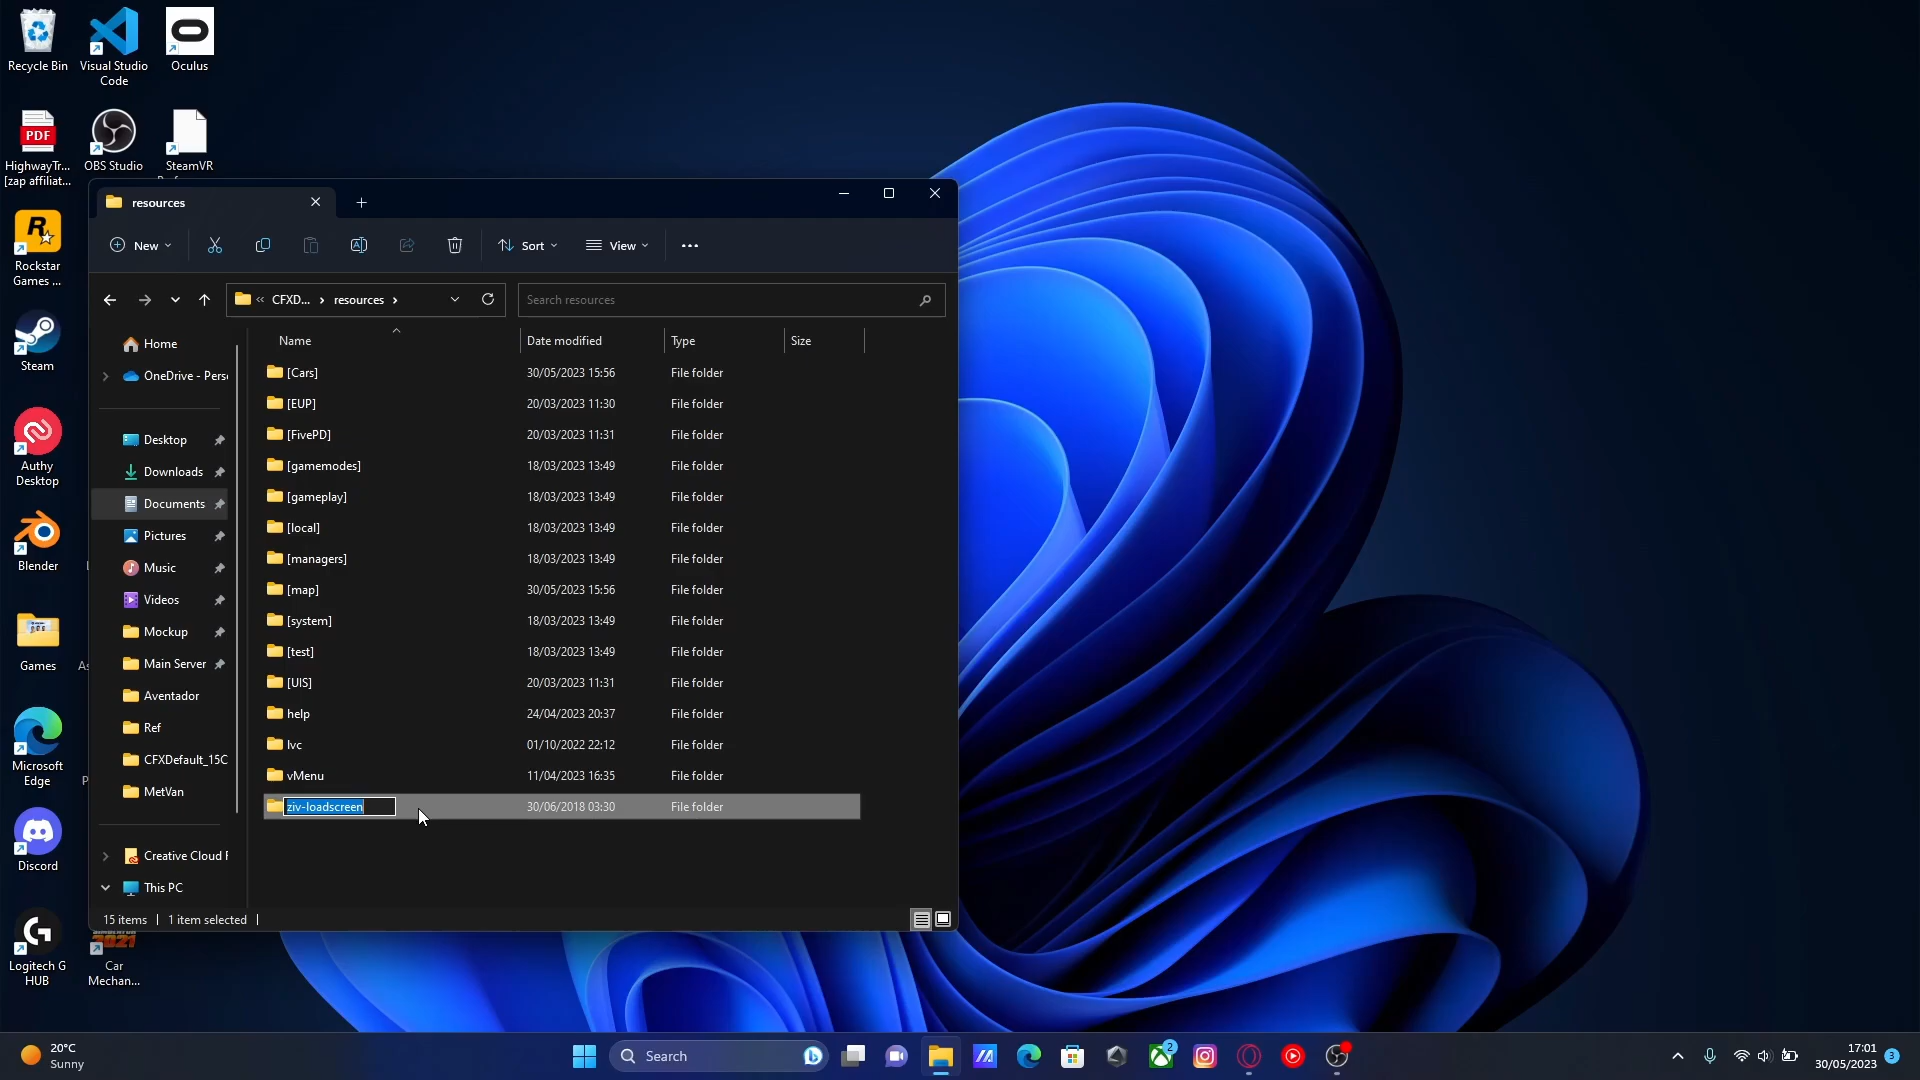 Recycle Bin
Visual Studio
Code
Oculus
PDF
HighwayTr...
[zap affiliat...
OBS Studio
SteamVR
Rockstar
Games ...
Steam
Authy
Desktop
Blender
Games
Microsoft
Edge
Discord
Logitech G
HUB
Car
Mechan...
resources
New
Sort
View
CFXD...
resources
Search resources
Home
OneDrive - Pers
Desktop
Downloads
Documents
Pictures
Music
Videos
Mockup
Main Server
Aventador
Ref
CFXDefault_15C
MetVan
Creative Cloud F
This PC
Name Date modified Type Size
[Cars] 30/05/2023 15:56 File folder
[EUP] 20/03/2023 11:30 File folder
[FivePD] 20/03/2023 11:31 File folder
[gamemodes] 18/03/2023 13:49 File folder
[gameplay] 18/03/2023 13:49 File folder
[local] 18/03/2023 13:49 File folder
[managers] 18/03/2023 13:49 File folder
[map] 30/05/2023 15:56 File folder
[system] 18/03/2023 13:49 File folder
[test] 18/03/2023 13:49 File folder
[UIS] 20/03/2023 11:31 File folder
help 24/04/2023 20:37 File folder
lvc 01/10/2022 22:12 File folder
vMenu 11/04/2023 16:35 File folder
ziv-loadscreen 30/06/2018 03:30 File folder
15 items 1 item selected
20°C
Sunny
Search
2
17:01
30/05/2023
3